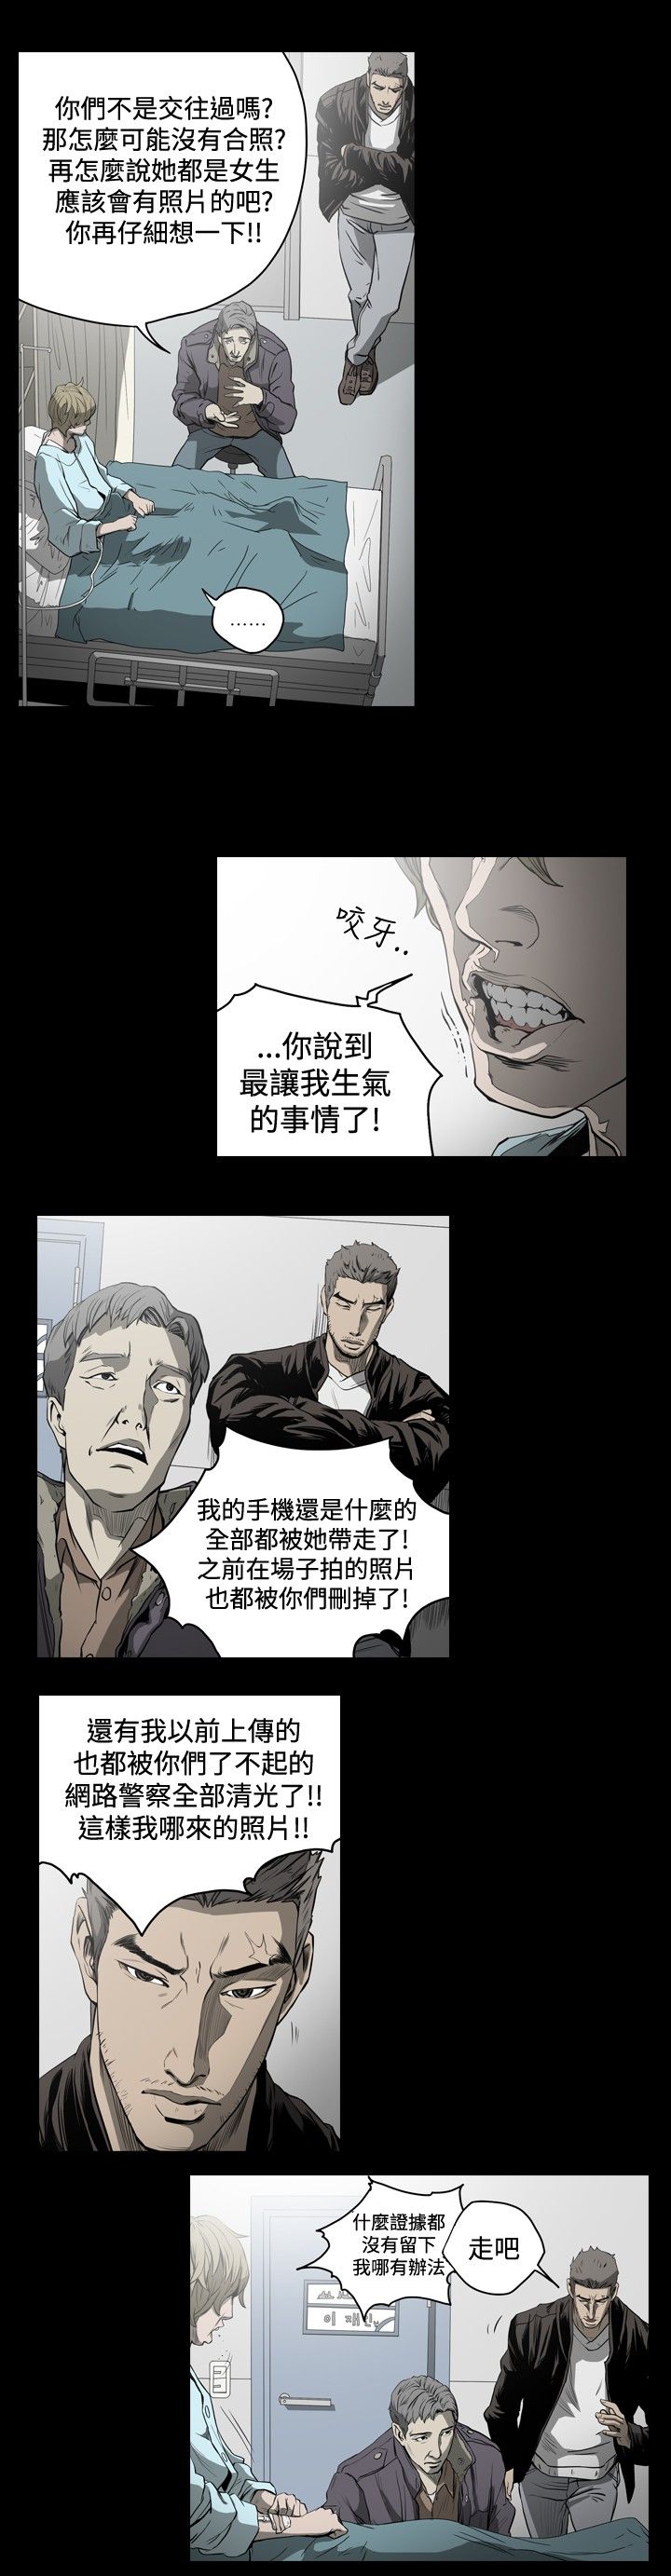 你們不是交往過嗎?
那怎麼可能沒有合照?
再怎麼說她都是女生
應該會有照片的吧?
你再仔細想一下!!
……
咬牙..
...你說到
最讓我生氣
的事情了!
我的手機還是什麼的
全部都被她帶走了!
之前在場子拍的照片
也都被你們刪掉了!
還有我以前上傳的
也都被你們了不起的
網路警察全部清光了!!
這樣我哪來的照片!!
什麼證據都
沒有留下
我哪有辦法
走吧